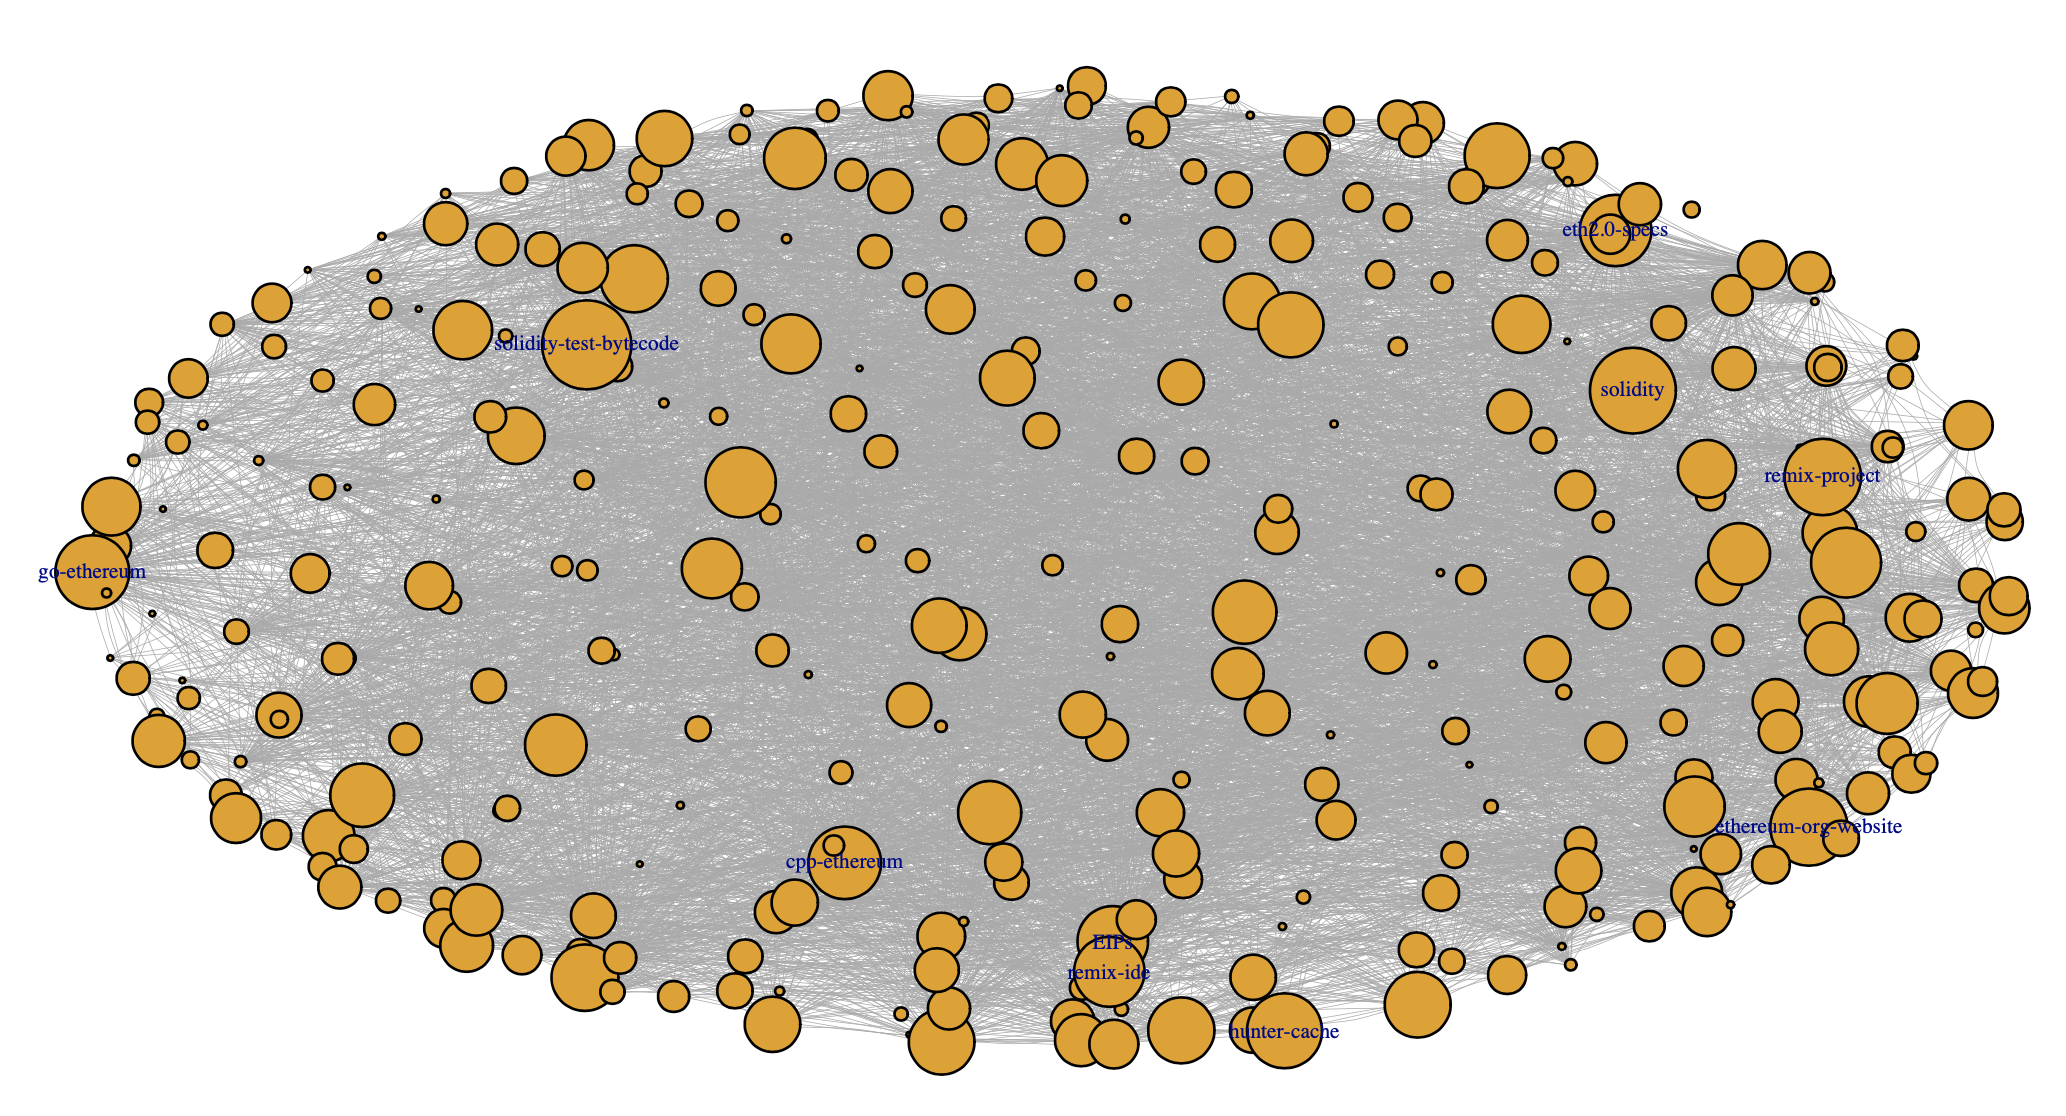 eth2.0-specs
solidity-test-bytecode
solidity
remix-project
go-ethereum
ethereum-org-website
cpp-ethereum
EIPs
remix-ide
hunter-cache